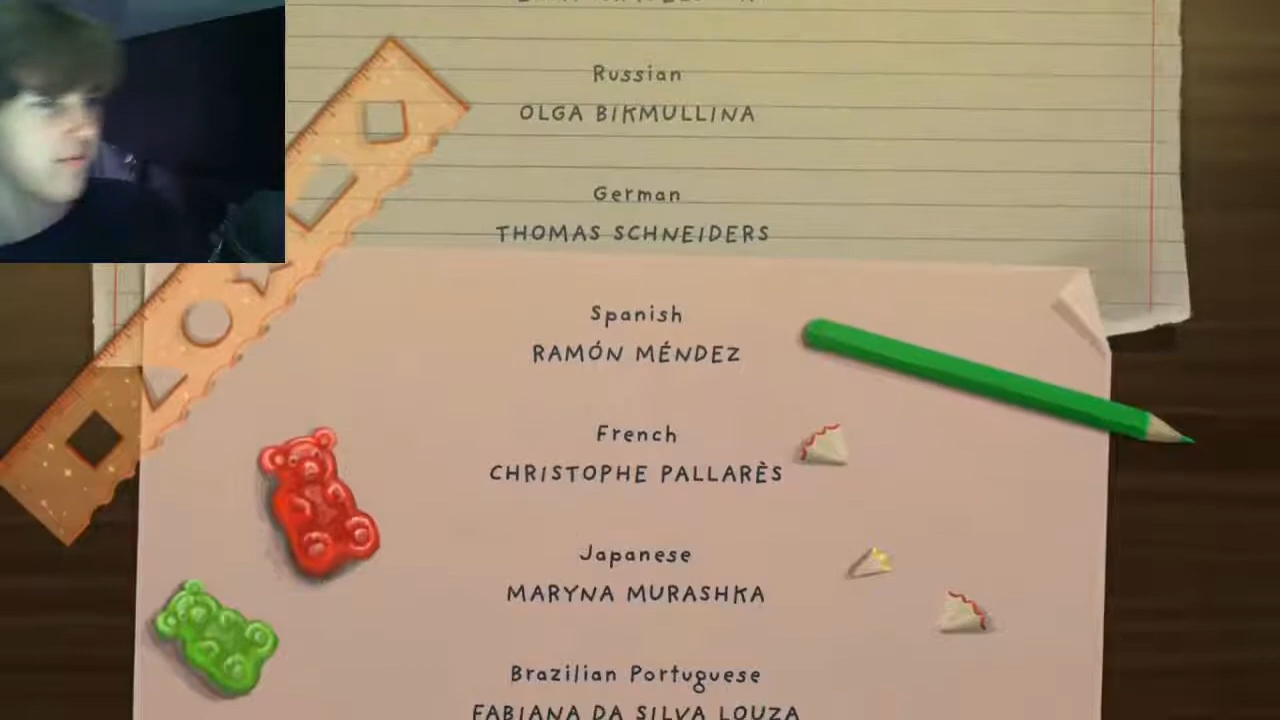 Russian
OLGA BIKMULLINA
German
THOMAS SCHNEIDERS
Spanish
RAMÓN MÉNDEZ
French
CHRISTOPHE PALLARÈS
Japanese
MARYNA MURASHKA
Brazilian Portuguese
FABIANA DA SILVA LOUZA